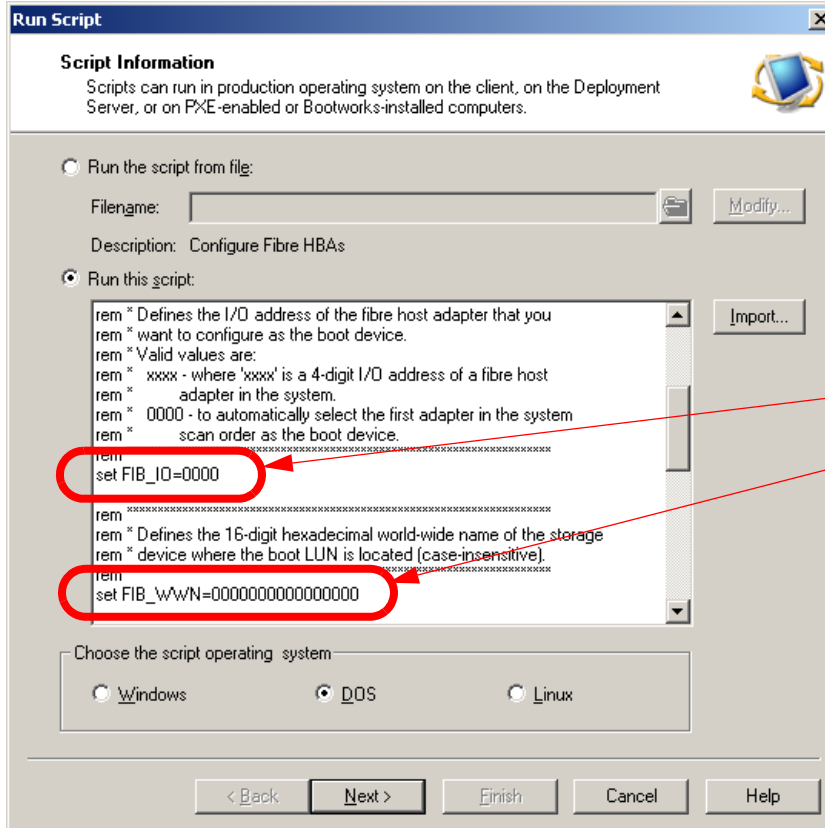 Run Script
Script Information
Scripts can run in production operating system on the client, on the Deployment
Server, or on PXE-enabled or Bootworks-installed computers.
Run the script from file:
Filename:
Modify...
Description: Configure Fibre HBAs
Run this script:
Import...
rem * Defines the I/O address of the fibre host adapter that you
rem * want to configure as the boot device.
rem * Valid values are:
rem *   xxxx - where 'xxxx' is a 4-digit I/O address of a fibre host
rem *          adapter in the system.
rem *   0000 - to automatically select the first adapter in the system
rem *          scan order as the boot device.
rem ******************************************************************
set FIB_IO=0000
rem ******************************************************************
rem * Defines the 16-digit hexadecimal world-wide name of the storage
rem * device where the boot LUN is located (case-insensitive).
rem ******************************************************************
set FIB_WWN=0000000000000000
Choose the script operating system
Windows
DOS
Linux
< Back
Next >
Finish
Cancel
Help